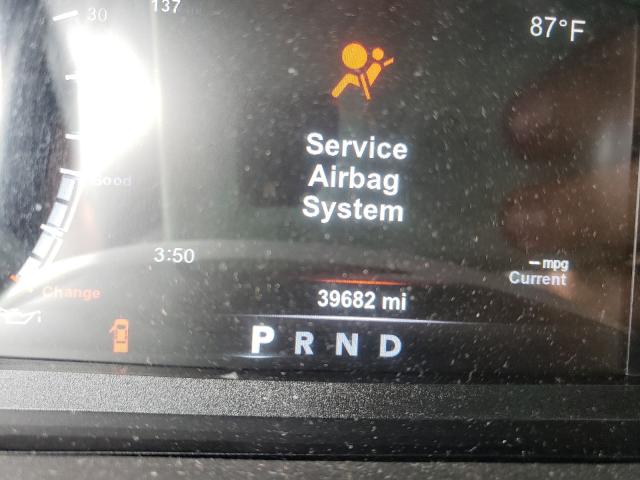 30
137
87°F
Service
Airbag
System
Good
3:50
mpg
Current
Change
39682 mi
P R N D